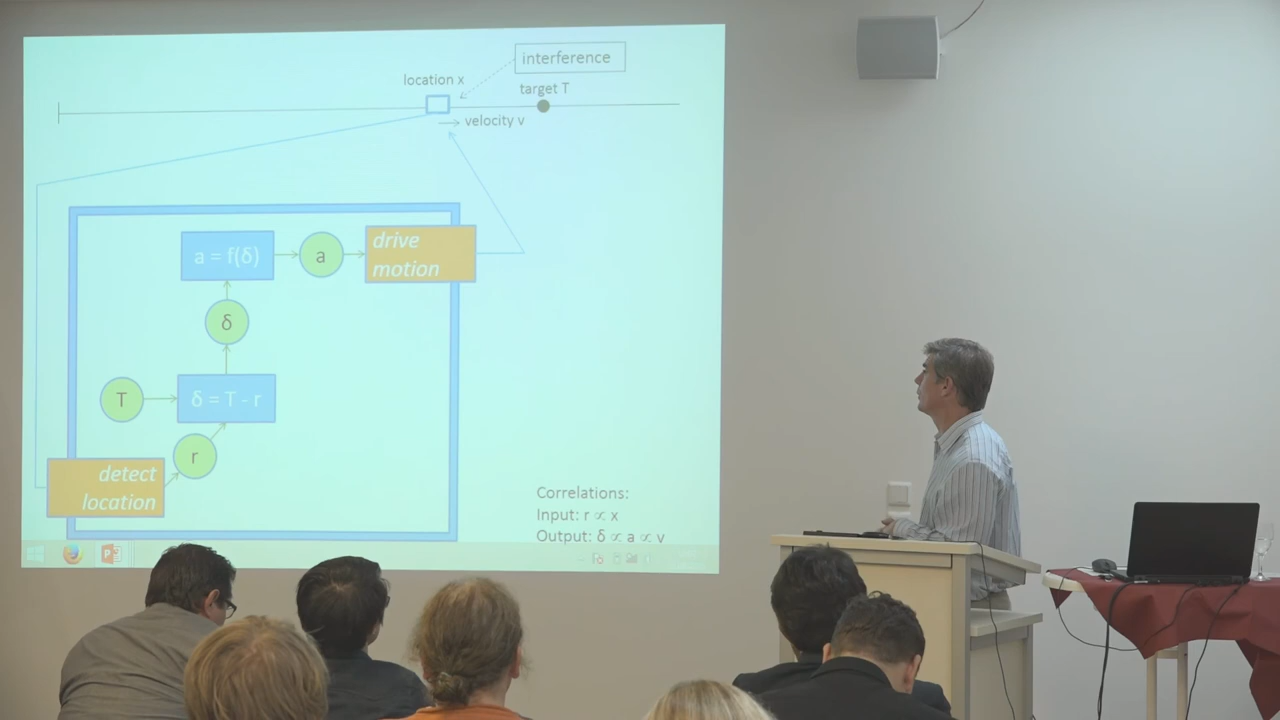 interference
location x
target T
velocity v
a = f(δ)
a
drive
motion
δ
T
δ = T - r
r
detect
location
Correlations:
Input: r ∝ x
Output: δ ∝ a ∝ v